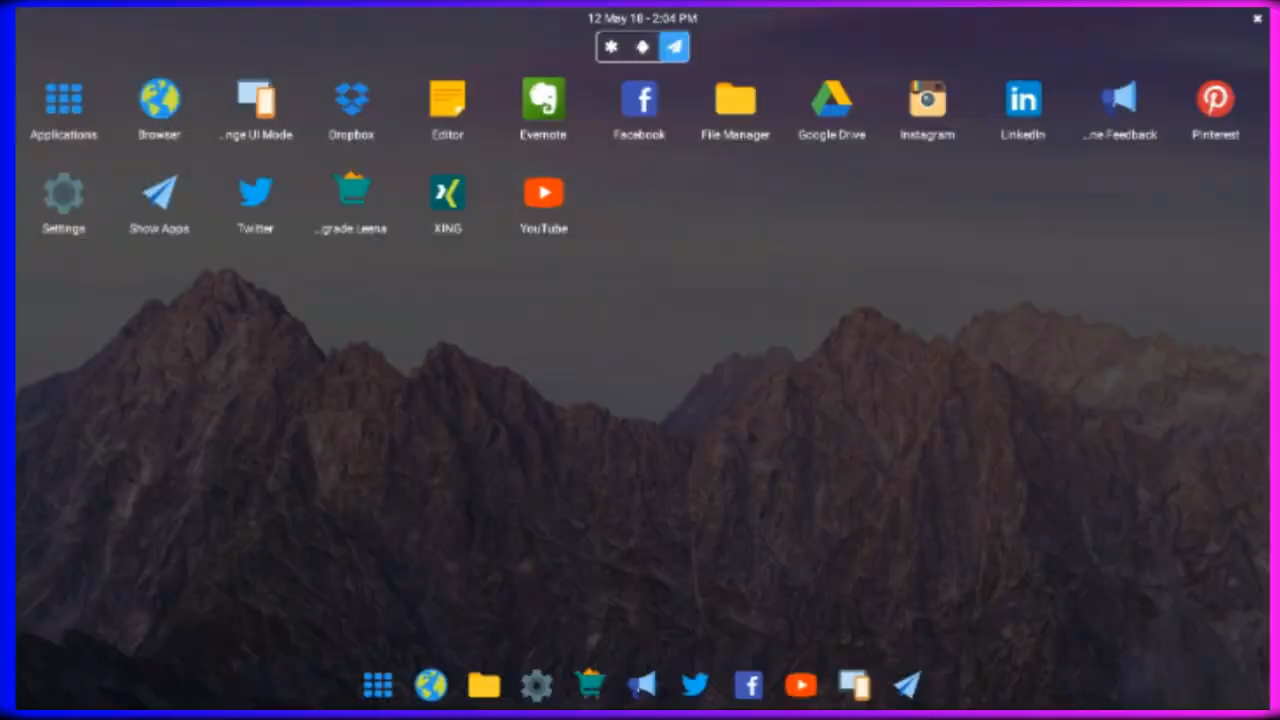 12 May 18 - 2:04 PM
Applications Browser ...nge UI Mode Dropbox Editor Evernote Facebook File Manager Google Drive Instagram LinkedIn ...ne Feedback Pinterest
Settings Show Apps Twitter ...grade Leena XING YouTube